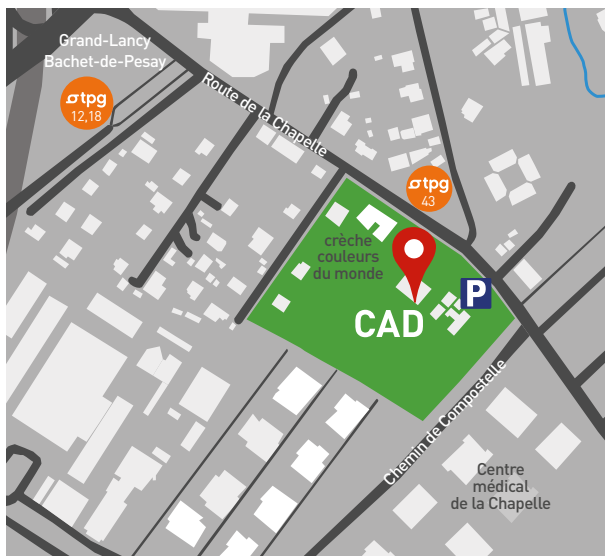 Grand-Lancy
Bachet-de-Pesay
tpg
12,18
Route de la Chapelle
tpg
43
crèche
couleurs
du monde
P
CAD
Chemin de Compostelle
Centre
médical
de la Chapelle